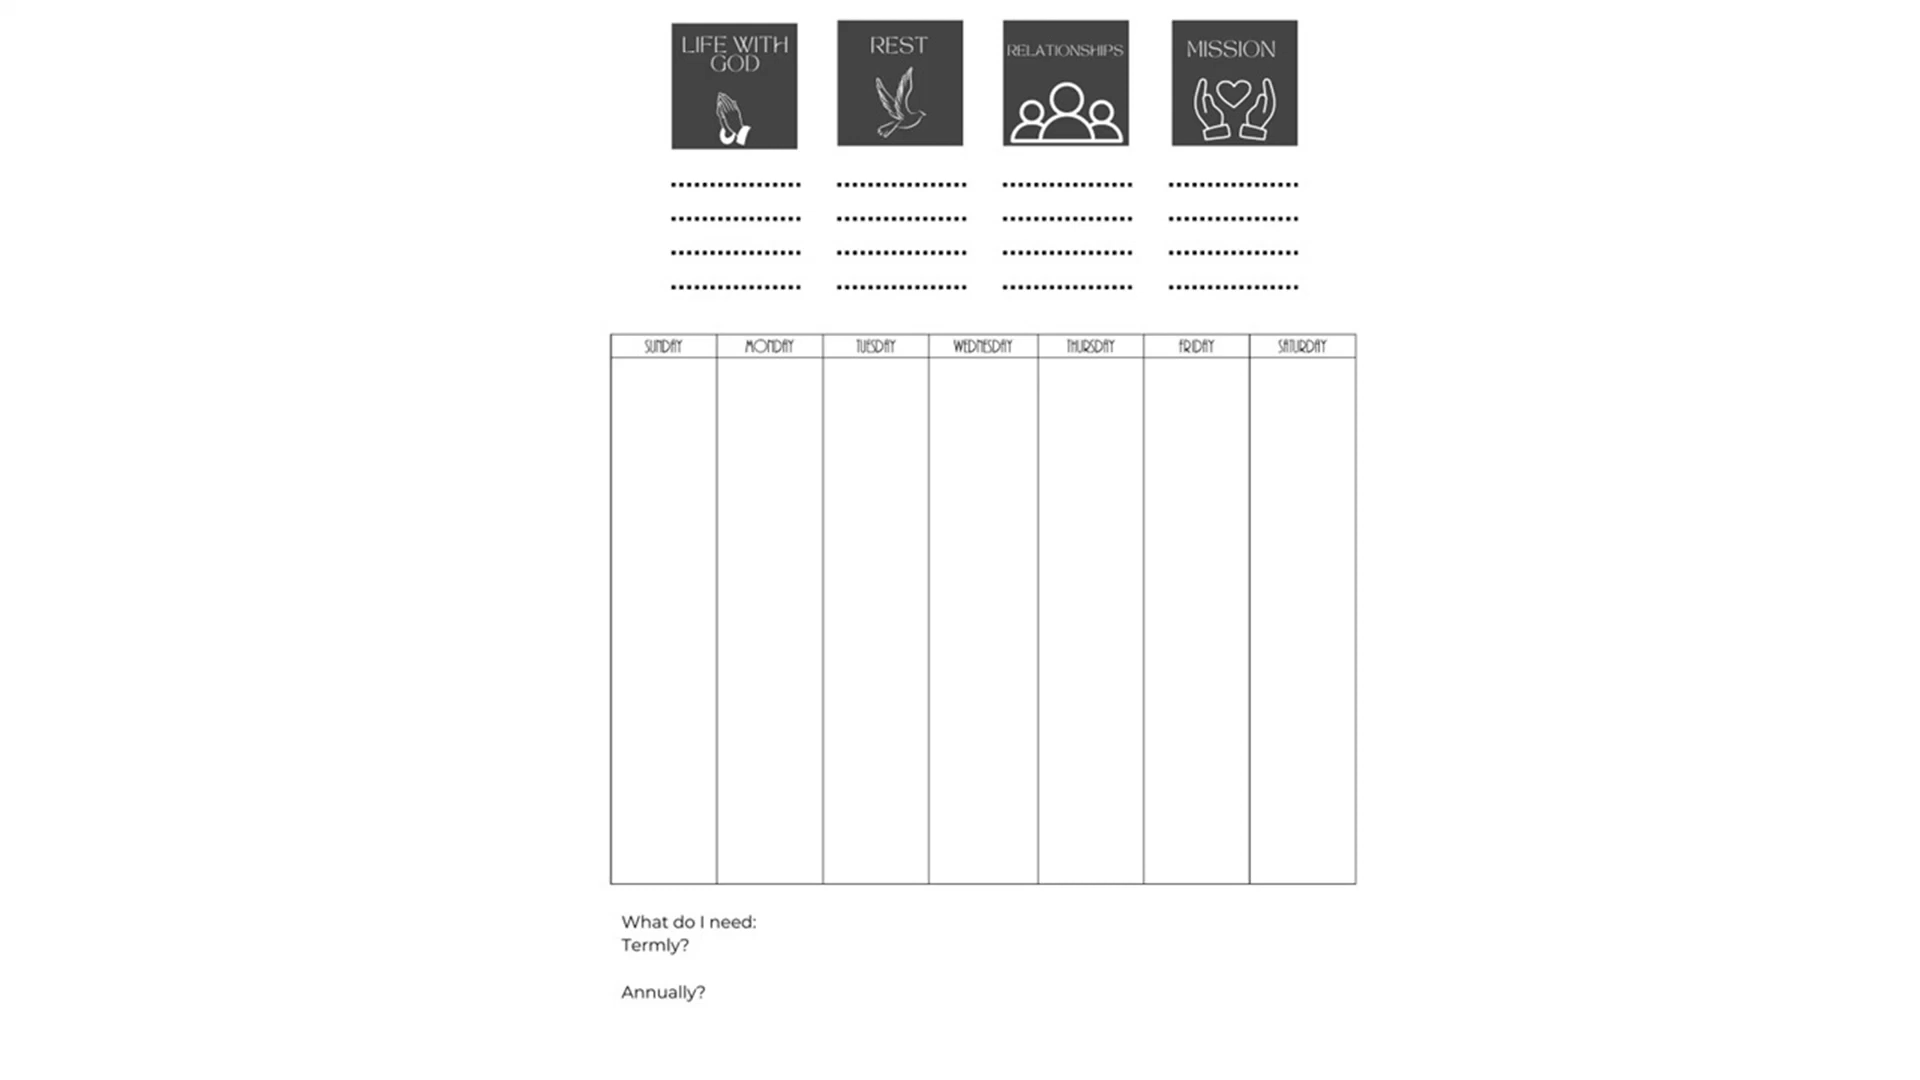 LIFE WITH
GOD
REST
RELATIONSHIPS
MISSION
SUNDAY
MONDAY
TUESDAY
WEDNESDAY
THURSDAY
FRIDAY
SATURDAY
What do I need:
Termly?
Annually?